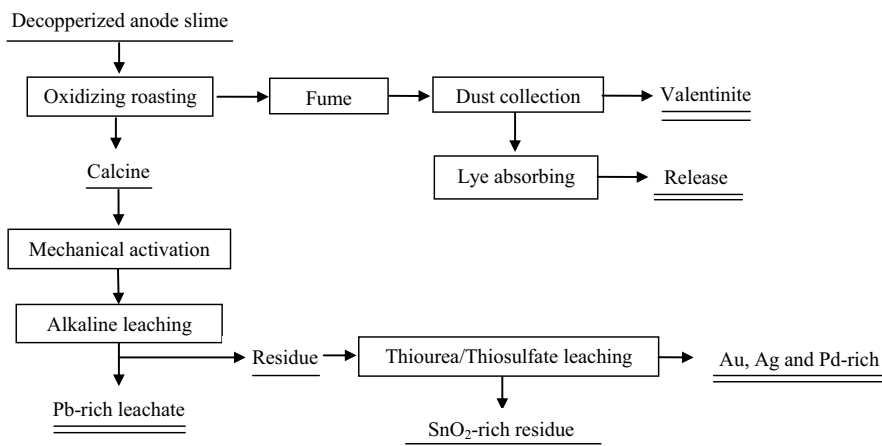 Decopperized anode slime
Oxidizing roasting
Fume
Dust collection
Valentinite
Lye absorbing
Release
Calcine
Mechanical activation
Alkaline leaching
Residue
Thiourea/Thiosulfate leaching
Au, Ag and Pd-rich
Pb-rich leachate
SnO₂-rich residue